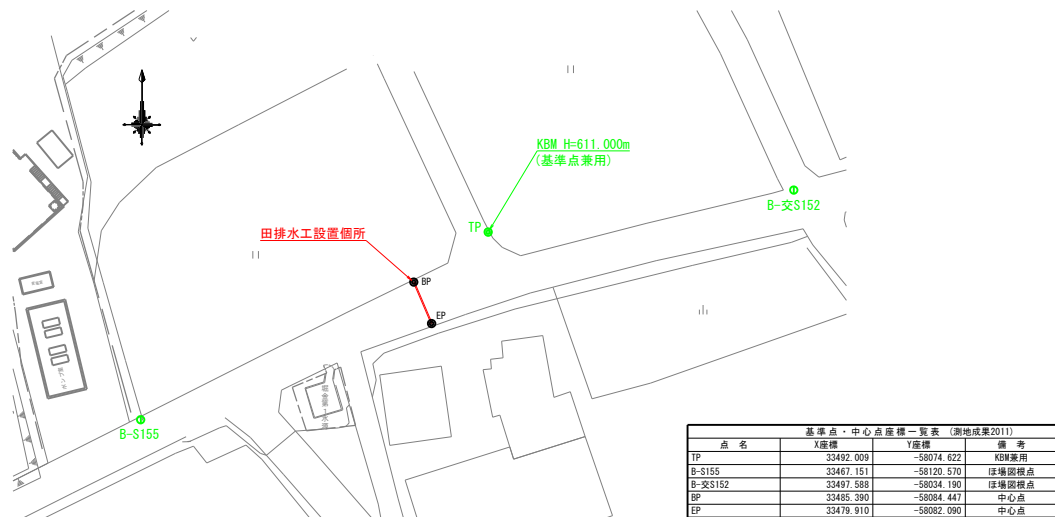 KBM H=611.000m
(基準点兼用)
B-交S152
TP
田排水工設置個所
BP
EP
B-S155
基準点・中心点座標一覧表 (測地成果2011)
点 名 X座標 Y座標 備 考
TP 33492.009 -58074.622 KBM兼用
B-S155 33467.151 -58120.570 ほ場図根点
B-交S152 33497.588 -58034.190 ほ場図根点
BP 33485.390 -58084.447 中心点
EP 33479.910 -58082.090 中心点